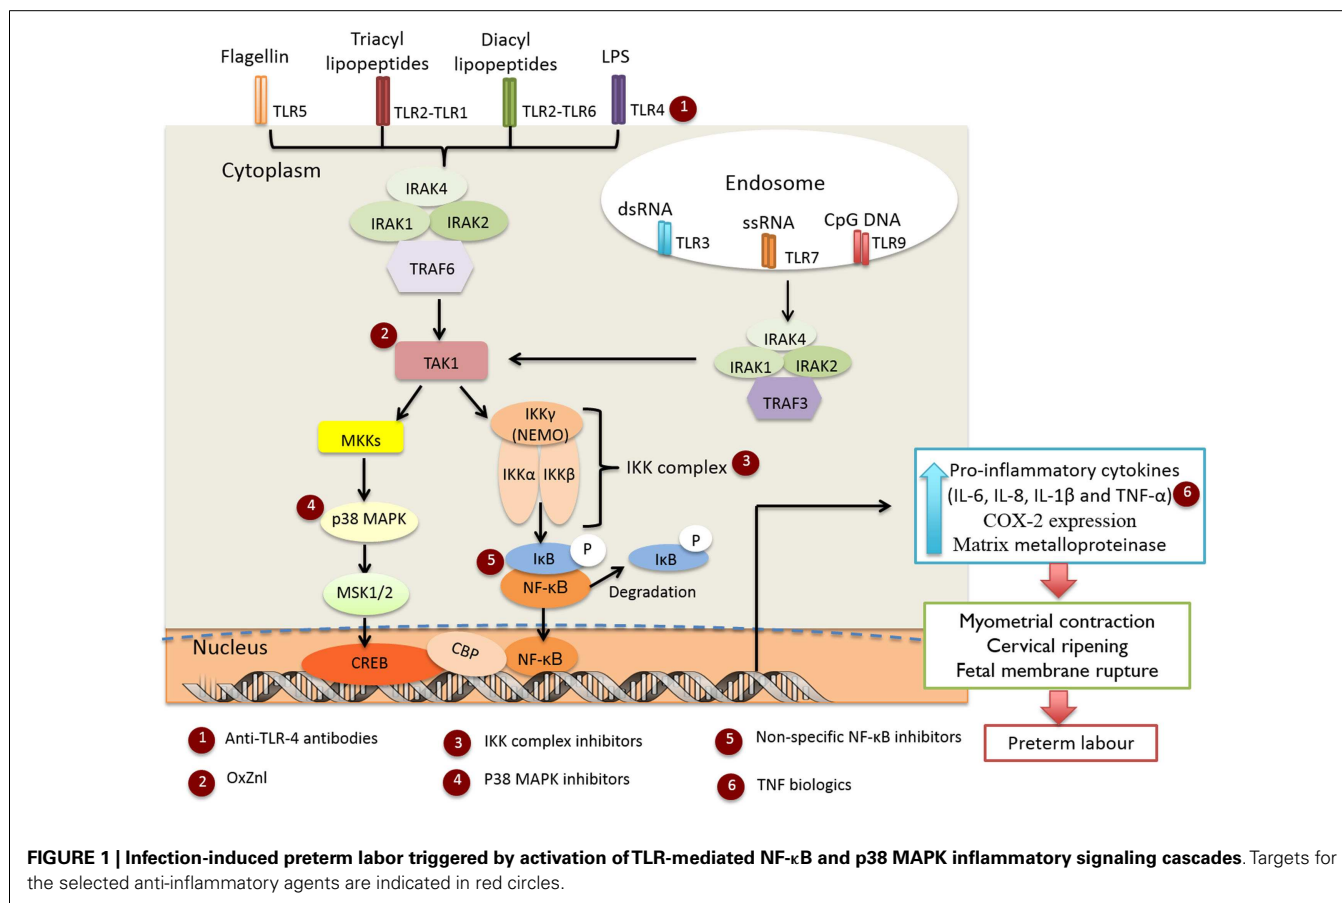 Flagellin
Triacyl
lipopeptides
Diacyl
lipopeptides
LPS
TLR5
TLR2-TLR1
TLR2-TLR6
TLR4
1
Cytoplasm
IRAK4
IRAK1
IRAK2
TRAF6
Endosome
dsRNA
TLR3
ssRNA
TLR7
CpG DNA
TLR9
IRAK4
IRAK1
IRAK2
TRAF3
2
TAK1
MKKs
IKKγ
(NEMO)
IKKα
IKKβ
IKK complex
3
4
p38 MAPK
MSK1/2
5
IκB
P
NF-κB
IκB
P
Degradation
Nucleus
CREB
CBP
NF-κB
Pro-inflammatory cytokines
(IL-6, IL-8, IL-1β and TNF-α)
6
COX-2 expression
Matrix metalloproteinase
Myometrial contraction
Cervical ripening
Fetal membrane rupture
Preterm labour
1 Anti-TLR-4 antibodies
2 OxZnl
3 IKK complex inhibitors
4 P38 MAPK inhibitors
5 Non-specific NF-κB inhibitors
6 TNF biologics
FIGURE 1 | Infection-induced preterm labor triggered by activation of TLR-mediated NF-κB and p38 MAPK inflammatory signaling cascades. Targets for
the selected anti-inflammatory agents are indicated in red circles.